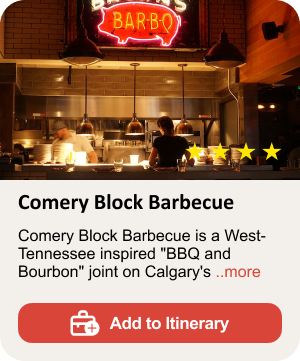 BAR-B-Q
Comery Block Barbecue
Comery Block Barbecue is a West-
Tennessee inspired "BBQ and
Bourbon" joint on Calgary's ..more
Add to Itinerary